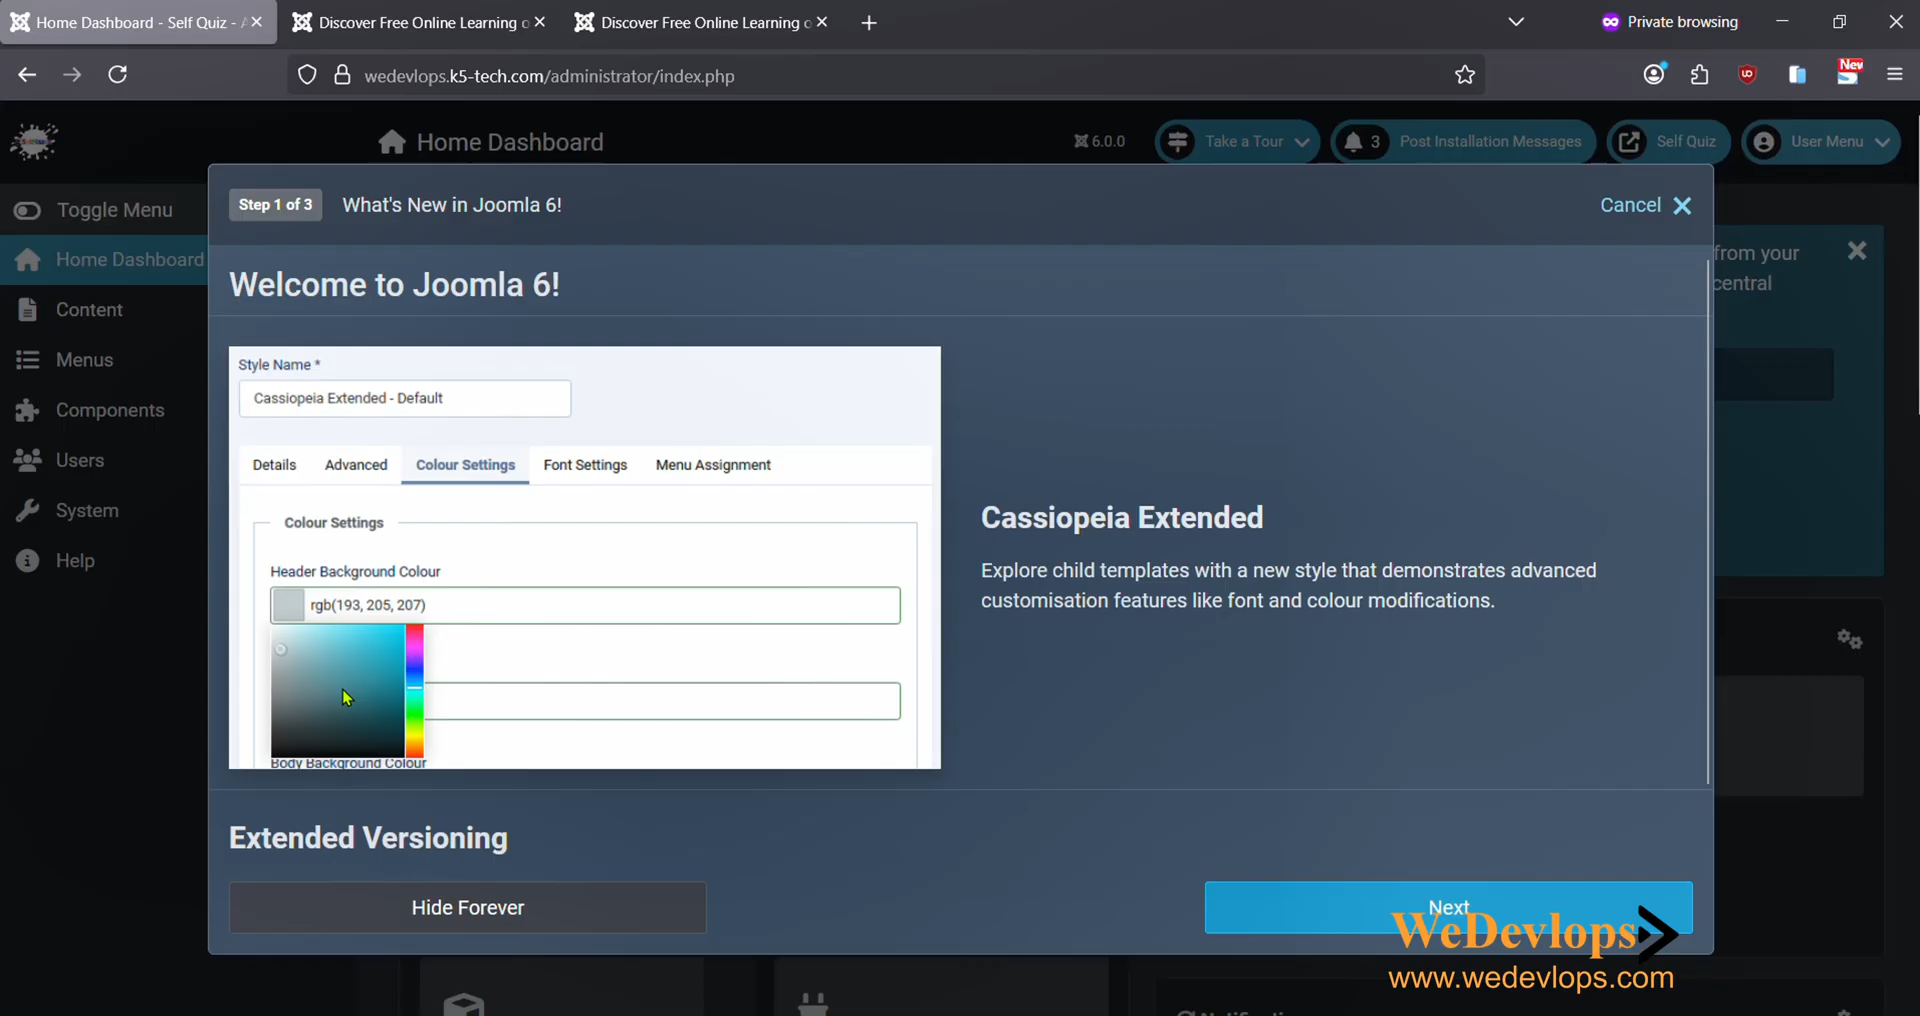 Home Dashboard - Self Quiz - A
Discover Free Online Learning o
Discover Free Online Learning o
Private browsing
wedevlops.k5-tech.com/administrator/index.php
New
Home Dashboard
6.0.0
Take a Tour
3
Post Installation Messages
Self Quiz
User Menu
Toggle Menu
Home Dashboard
Content
Menus
Components
Users
System
Help
Step 1 of 3
What's New in Joomla 6!
Cancel
from your
central
Welcome to Joomla 6!
Style Name *
Cassiopeia Extended - Default
Details
Advanced
Colour Settings
Font Settings
Menu Assignment
Colour Settings
Header Background Colour
rgb(193, 205, 207)
Body Background Colour
Cassiopeia Extended
Explore child templates with a new style that demonstrates advanced
customisation features like font and colour modifications.
Extended Versioning
Hide Forever
Next
WeDevlops
www.wedevlops.com